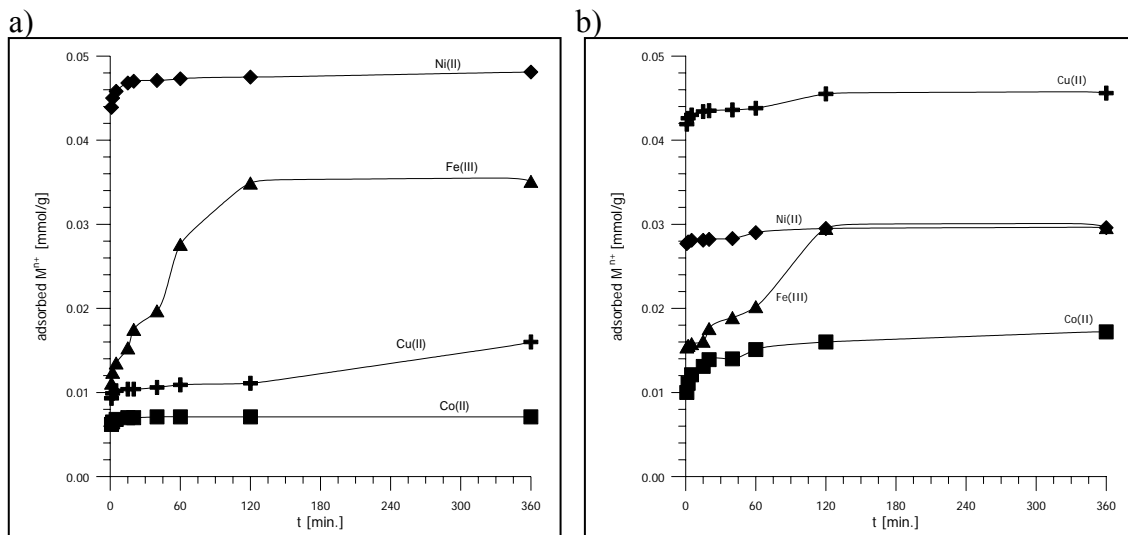 a)
0.05
0.04
0.03
0.02
0.01
0.00
adsorbed Mn+ [mmol/g]
Ni(II)
Fe(III)
Cu(II)
Co(II)
0 60 120 180 240 300 360
t [min.]
b)
0.05
0.04
0.03
0.02
0.01
0.00
adsorbed Mn+ [mmol/g]
Cu(II)
Ni(II)
Fe(III)
Co(II)
0 60 120 180 240 300 360
t [min.]